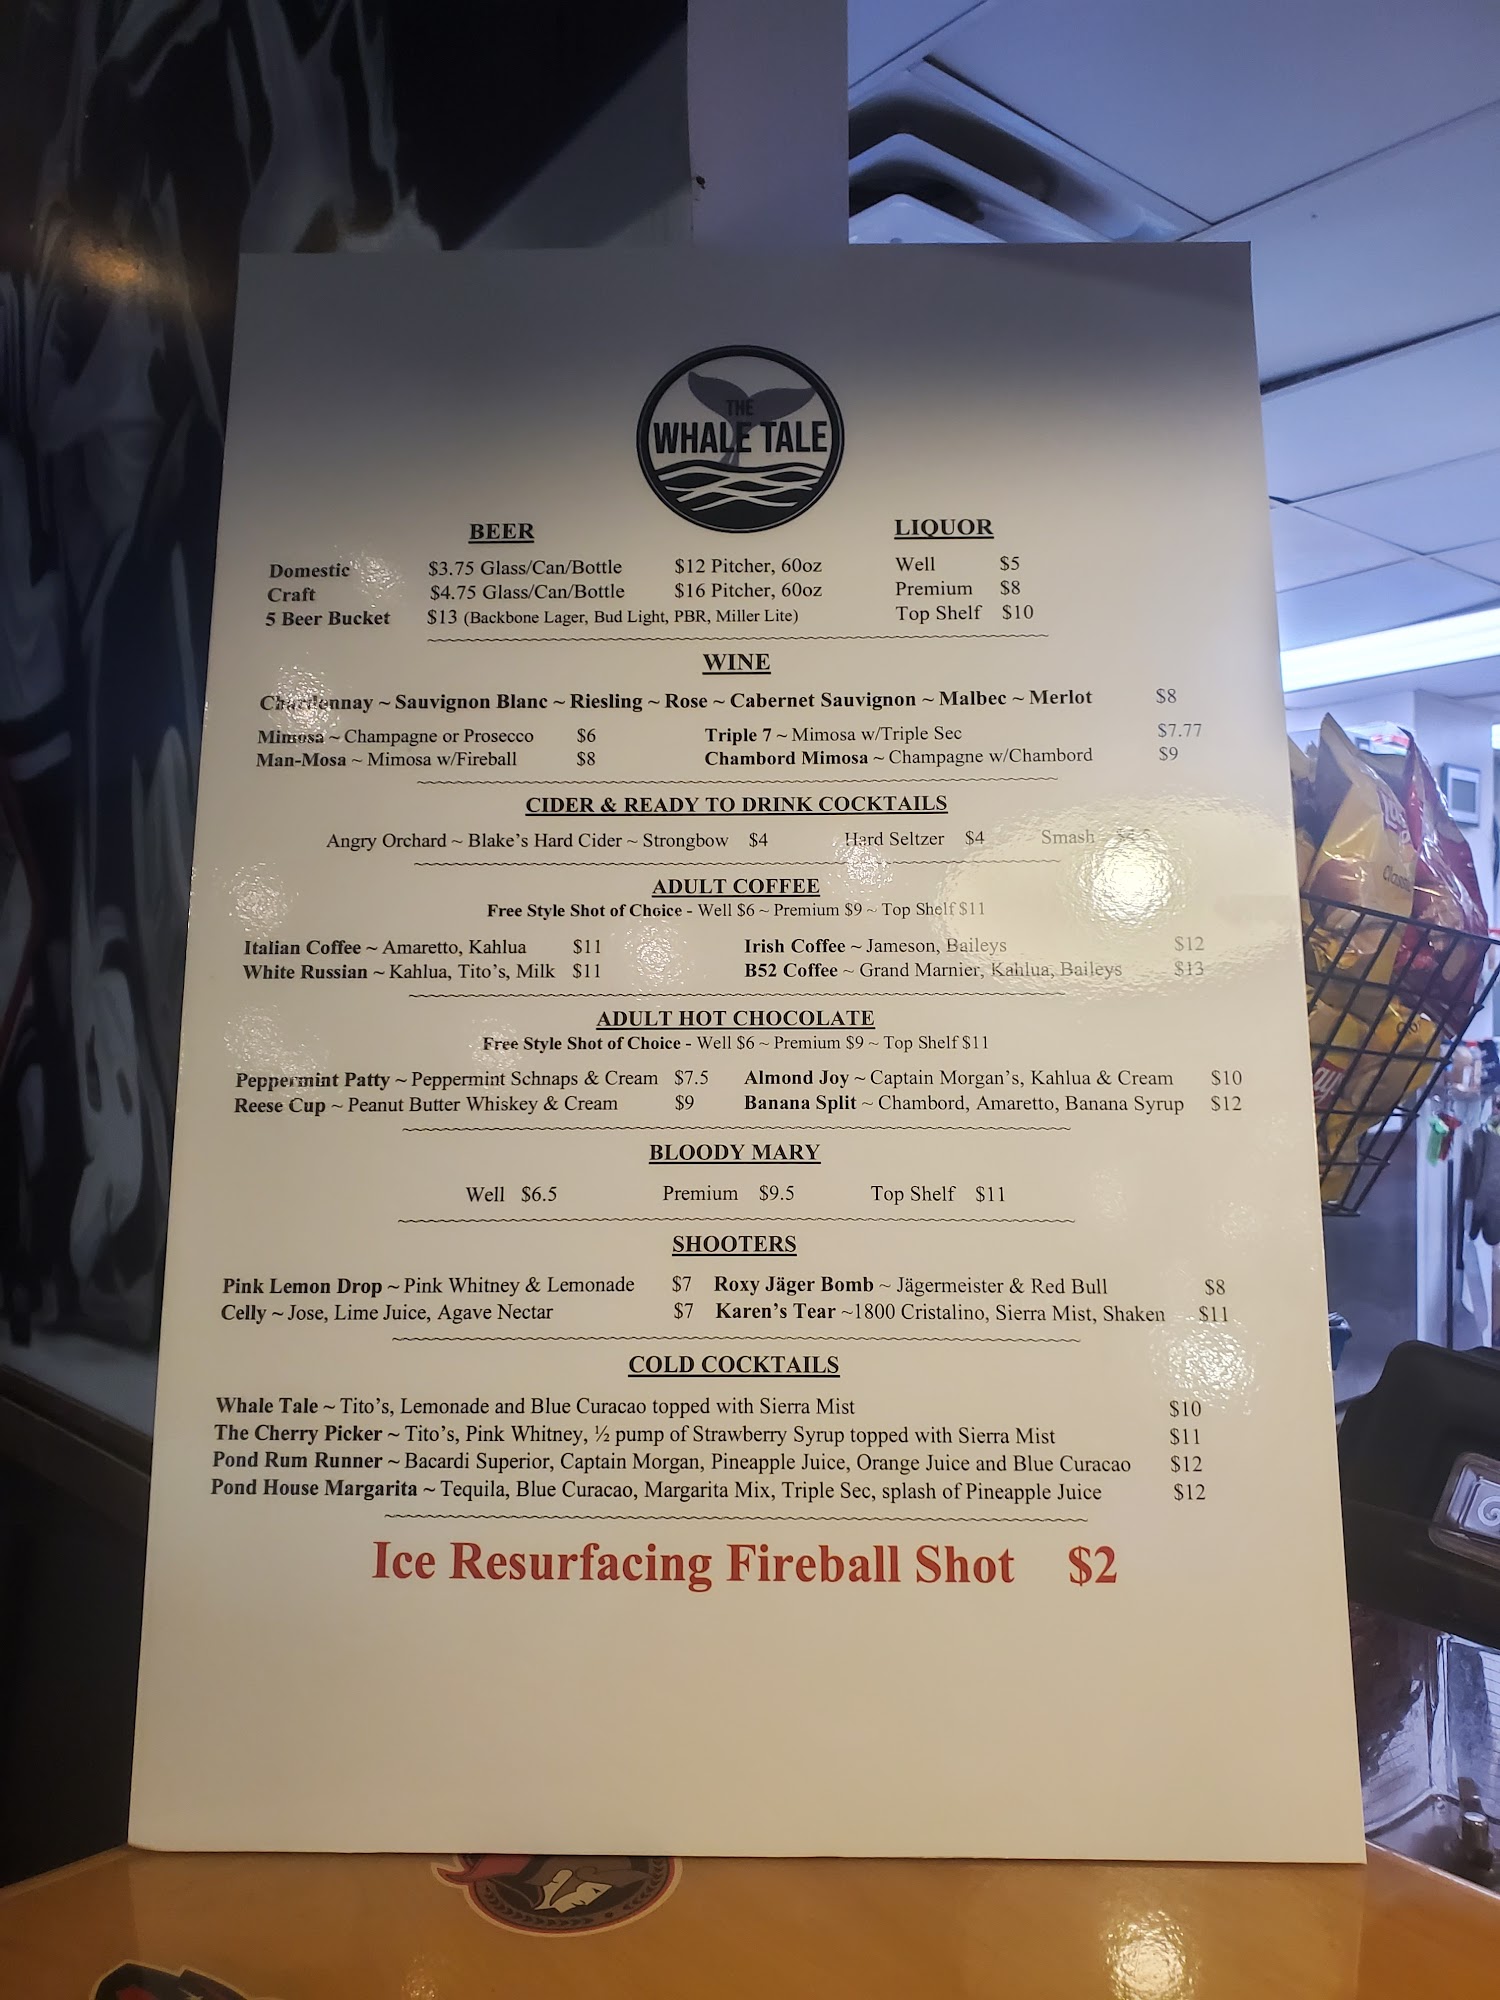 THE
WHALE TALE
BEER
Domestic $3.75 Glass/Can/Bottle $12 Pitcher, 60oz
Craft $4.75 Glass/Can/Bottle $16 Pitcher, 60oz
5 Beer Bucket $13 (Backbone Lager, Bud Light, PBR, Miller Lite)
LIQUOR
Well $5
Premium $8
Top Shelf $10
WINE
Chardonnay ~ Sauvignon Blanc ~ Riesling ~ Rose ~ Cabernet Sauvignon ~ Malbec ~ Merlot $8
Mimosa ~ Champagne or Prosecco $6 Triple 7 ~ Mimosa w/Triple Sec $7.77
Man-Mosa ~ Mimosa w/Fireball $8 Chambord Mimosa ~ Champagne w/Chambord $9
CIDER & READY TO DRINK COCKTAILS
Angry Orchard ~ Blake's Hard Cider ~ Strongbow $4 Hard Seltzer $4 Smash
ADULT COFFEE
Free Style Shot of Choice - Well $6 ~ Premium $9 ~ Top Shelf $11
Italian Coffee ~ Amaretto, Kahlua $11 Irish Coffee ~ Jameson, Baileys $12
White Russian ~ Kahlua, Tito's, Milk $11 B52 Coffee ~ Grand Marnier, Kahlua, Baileys $13
ADULT HOT CHOCOLATE
Free Style Shot of Choice - Well $6 ~ Premium $9 ~ Top Shelf $11
Peppermint Patty ~ Peppermint Schnaps & Cream $7.5 Almond Joy ~ Captain Morgan's, Kahlua & Cream $10
Reese Cup ~ Peanut Butter Whiskey & Cream $9 Banana Split ~ Chambord, Amaretto, Banana Syrup $12
BLOODY MARY
Well $6.5 Premium $9.5 Top Shelf $11
SHOOTERS
Pink Lemon Drop ~ Pink Whitney & Lemonade $7 Roxy Jäger Bomb ~ Jägermeister & Red Bull $8
Celly ~ Jose, Lime Juice, Agave Nectar $7 Karen's Tear ~1800 Cristalino, Sierra Mist, Shaken $11
COLD COCKTAILS
Whale Tale ~ Tito's, Lemonade and Blue Curacao topped with Sierra Mist $10
The Cherry Picker ~ Tito's, Pink Whitney, ½ pump of Strawberry Syrup topped with Sierra Mist $11
Pond Rum Runner ~ Bacardi Superior, Captain Morgan, Pineapple Juice, Orange Juice and Blue Curacao $12
Pond House Margarita ~ Tequila, Blue Curacao, Margarita Mix, Triple Sec, splash of Pineapple Juice $12
Ice Resurfacing Fireball Shot $2
Classic